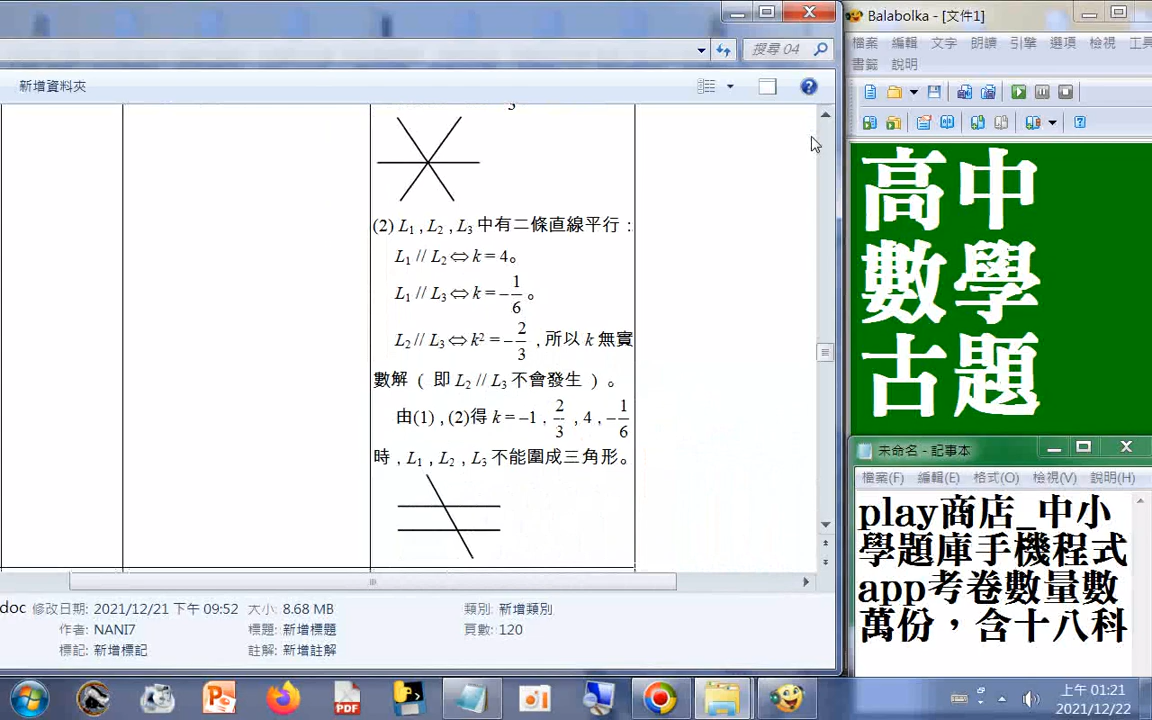 搜尋 04
新增資料夾
3
(2) L₁ , L₂ , L₃ 中有二條直線平行：
L₁ // L₂ ⇔ k = 4。
L₁ // L₃ ⇔ k = –1/6。
L₂ // L₃ ⇔ k² = –2/3 , 所以 k 無實
數解 ( 即 L₂ // L₃ 不會發生 ) 。
由(1) , (2)得 k = –1 , 2/3 , 4 , –1/6
時 , L₁ , L₂ , L₃ 不能圍成三角形。
doc 修改日期: 2021/12/21 下午 09:52 大小: 8.68 MB 類別: 新增類別
作者: NANI7 標題: 新增標題 頁數: 120
標記: 新增標記 註解: 新增註解
Balabolka - [文件1]
檔案 編輯 文字 朗讀 引擎 選項 檢視 工具
書籤 說明
高中
數學
古題
未命名 - 記事本
檔案(F) 編輯(E) 格式(O) 檢視(V) 說明(H)
play商店_中小
學題庫手機程式
app考卷數量數
萬份，含十八科
PDF
上午 01:21
2021/12/22